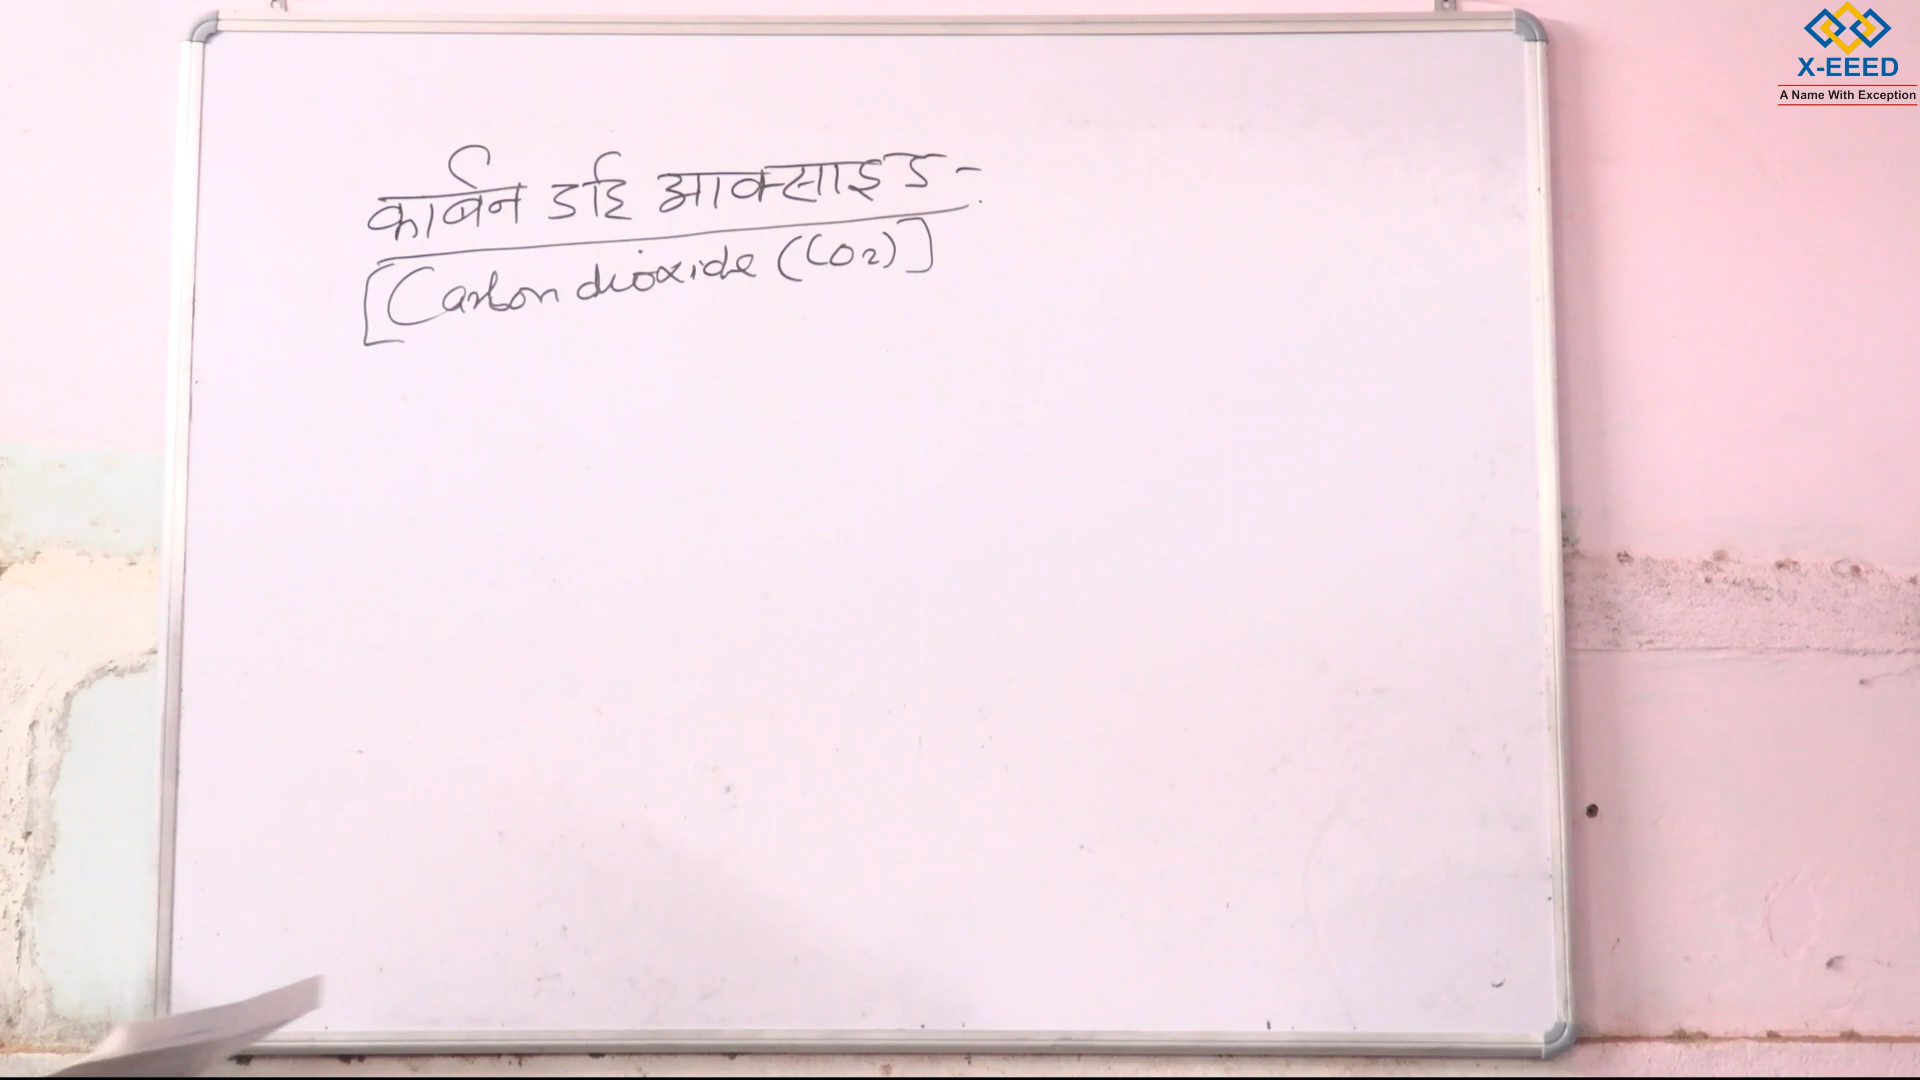 कार्बन डाई आक्साइड -
[Carbon dioxide (CO2)]
X-EEED
A Name With Exception